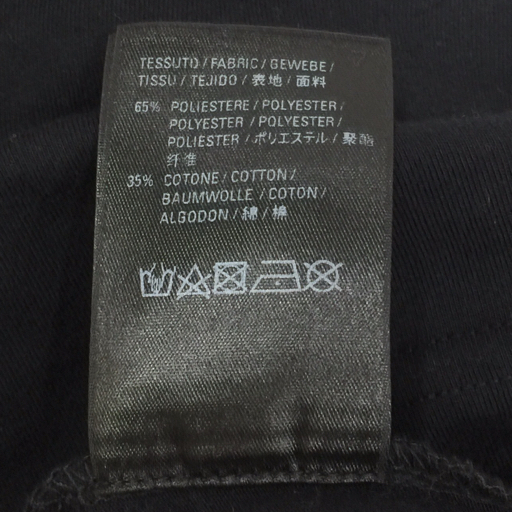 TESSUTO / FABRIC / GEWEBE /
TISSU / TEJIDO / 表地 / 面料
65% POLIESTERE / POLYESTER /
POLYESTER / POLYESTER /
POLIESTER / ポリエステル / 聚酯
纤维
35% COTONE / COTTON /
BAUMWOLLE / COTON /
ALGODON / 綿 / 棉